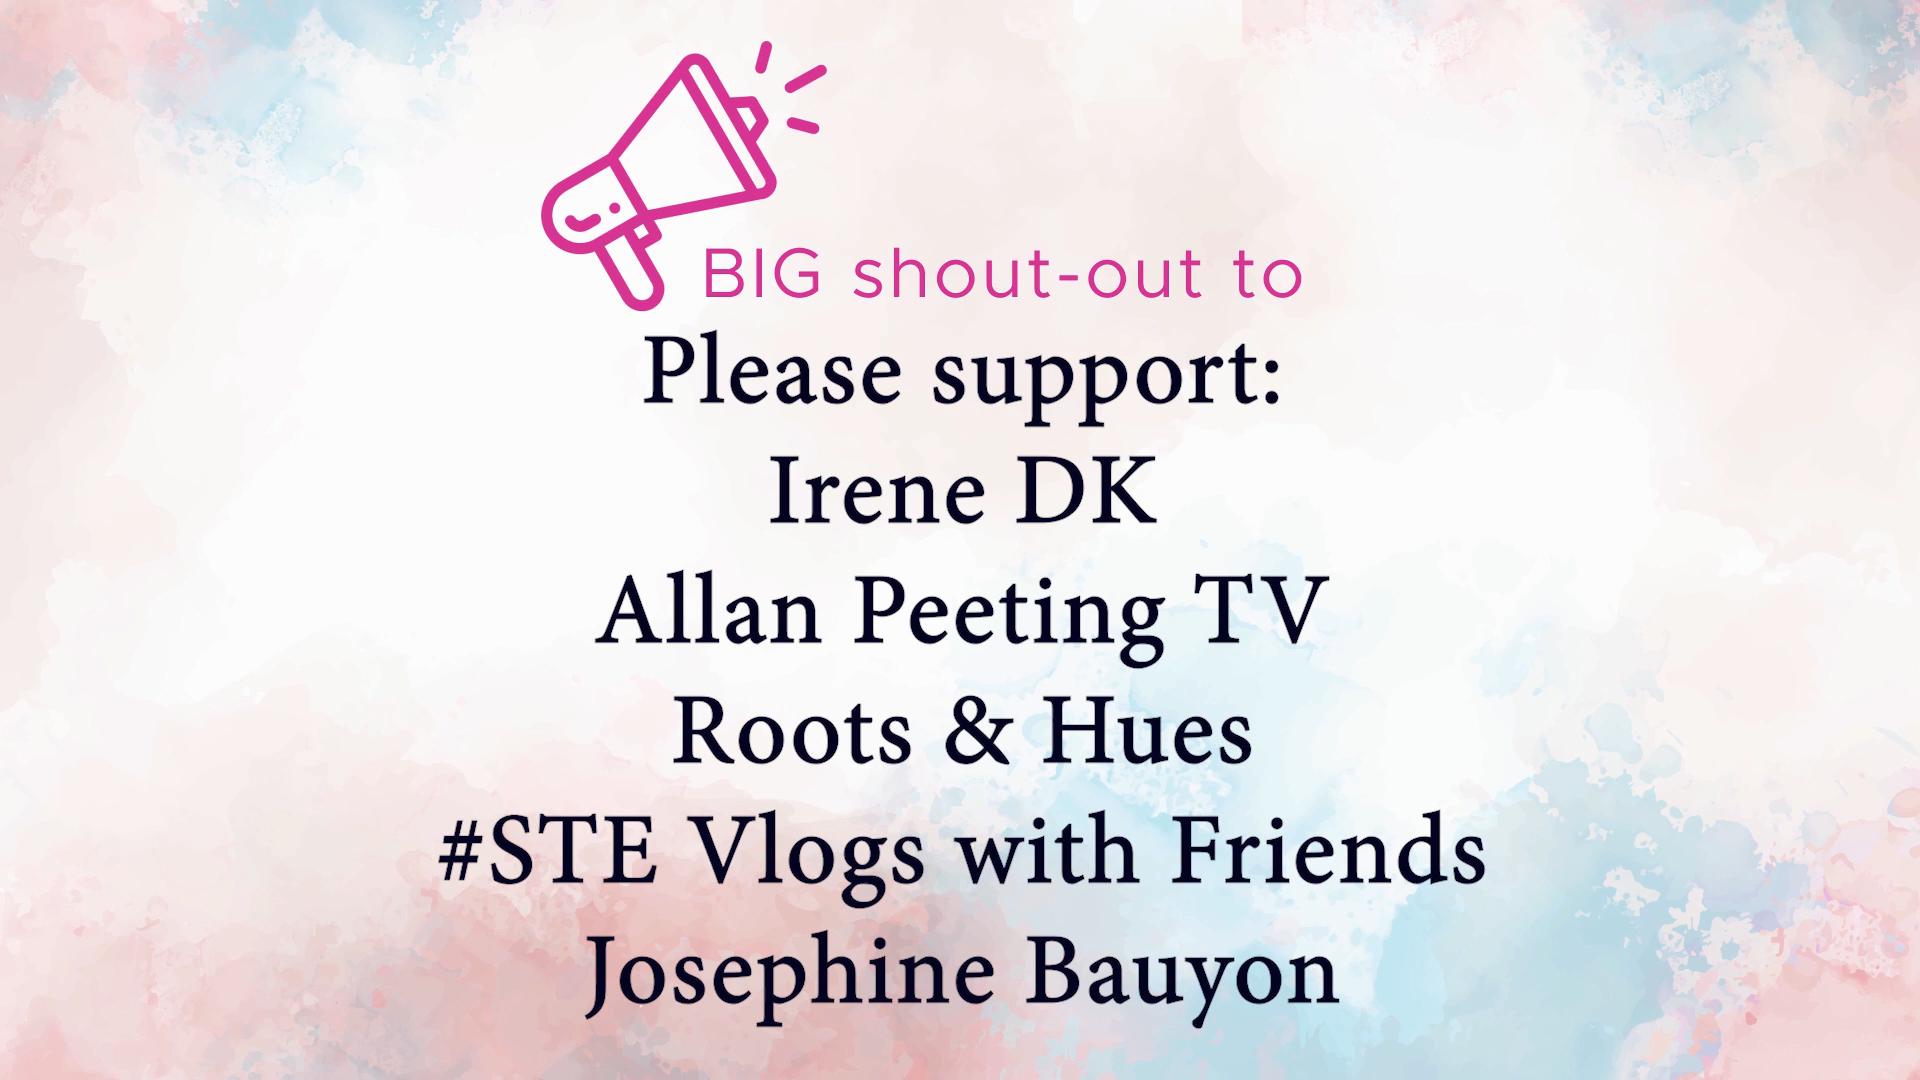 BIG shout-out to
Please support:
Irene DK
Allan Peeting TV
Roots & Hues
#STE Vlogs with Friends
Josephine Bauyon